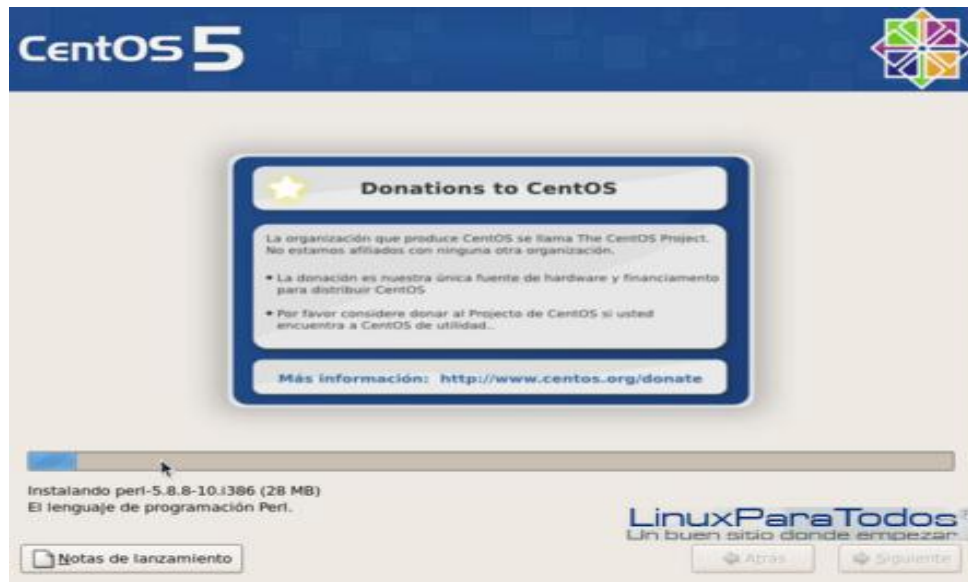 CentOS 5
Donations to CentOS
La organización que produce CentOS se llama The CentOS Project.
No estamos afiliados con ninguna otra organización.
• La donación es nuestra única fuente de hardware y financiamiento
para distribuir CentOS
• Por favor considere donar al Projecto de CentOS si usted
encuentra a CentOS de utilidad..
Más información: http://www.centos.org/donate
Instalando perl-5.8.8-10.i386 (28 MB)
El lenguaje de programación Perl.
LinuxParaTodos
Un buen sitio donde empezar
Notas de lanzamiento
Atrás
Siguiente